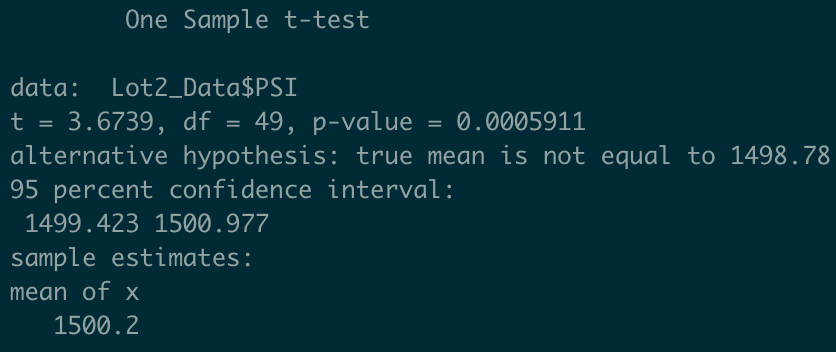 One Sample t-test
data:  Lot2_Data$PSI
t = 3.6739, df = 49, p-value = 0.0005911
alternative hypothesis: true mean is not equal to 1498.78
95 percent confidence interval:
1499.423 1500.977
sample estimates:
mean of x
1500.2